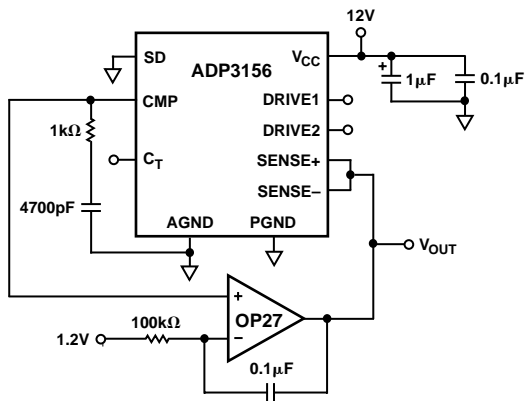 12V
SD
ADP3156
VCC
+
1μF
0.1μF
CMP
DRIVE1
1kΩ
DRIVE2
CT
SENSE+
4700pF
SENSE–
AGND
PGND
VOUT
+
OP27
1.2V
100kΩ
–
0.1μF